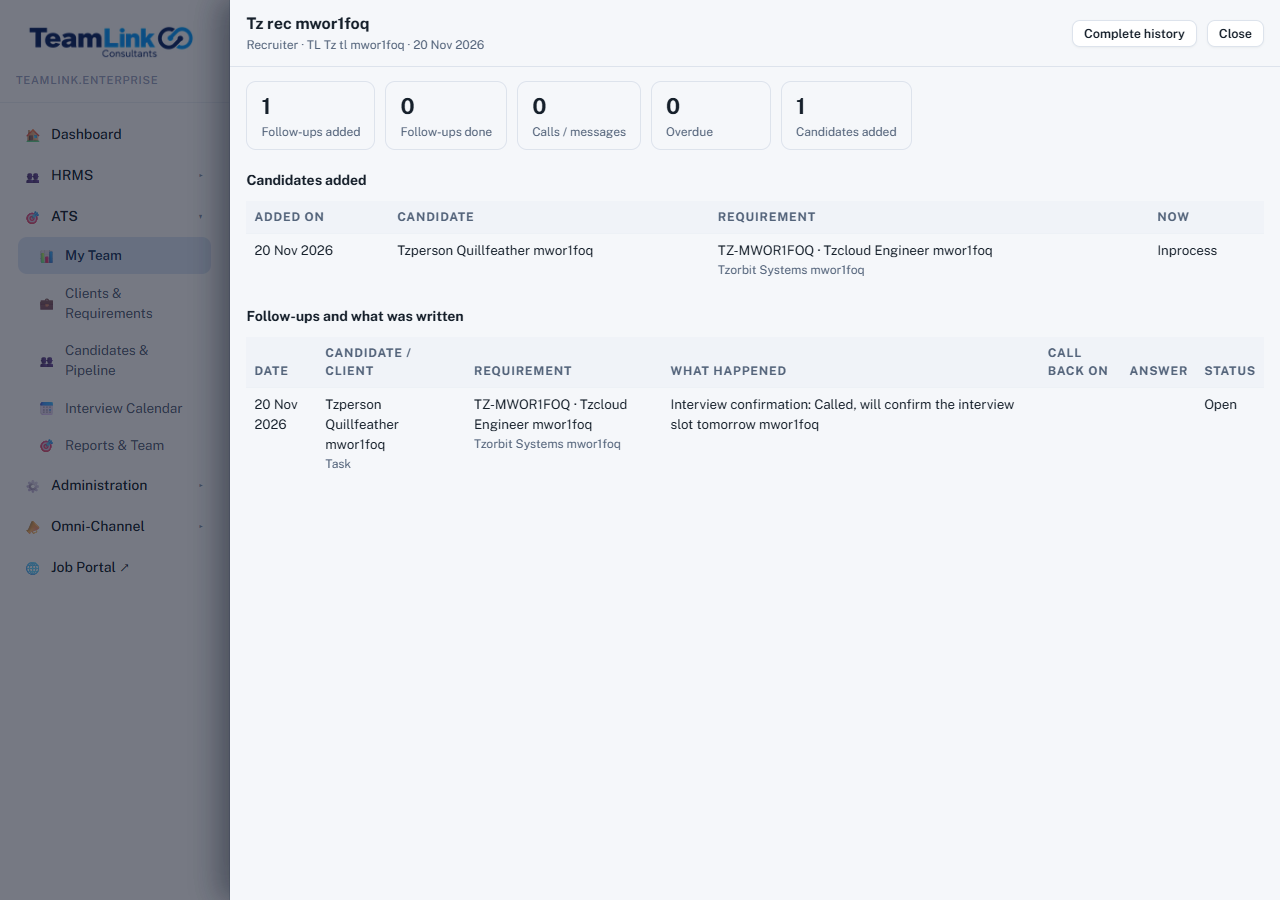 TeamLink
Consultants
TEAMLINK.ENTERPRISE
Dashboard
HRMS
ATS
My Team
Clients &
Requirements
Candidates &
Pipeline
Interview Calendar
Reports & Team
Administration
Omni-Channel
Job Portal ↗
Tz rec mwor1foq
Recruiter · TL Tz tl mwor1foq · 20 Nov 2026
Complete history
Close
1
Follow-ups added
0
Follow-ups done
0
Calls / messages
0
Overdue
1
Candidates added
Candidates added
ADDED ON CANDIDATE REQUIREMENT NOW
20 Nov 2026 Tzperson Quillfeather mwor1foq TZ-MWOR1FOQ · Tzcloud Engineer mwor1foq Inprocess
Tzorbit Systems mwor1foq
Follow-ups and what was written
DATE CANDIDATE / CLIENT REQUIREMENT WHAT HAPPENED CALL BACK ON ANSWER STATUS
20 Nov
2026
Tzperson
Quillfeather
mwor1foq
Task
TZ-MWOR1FOQ · Tzcloud
Engineer mwor1foq
Tzorbit Systems mwor1foq
Interview confirmation: Called, will confirm the interview
slot tomorrow mwor1foq
Open